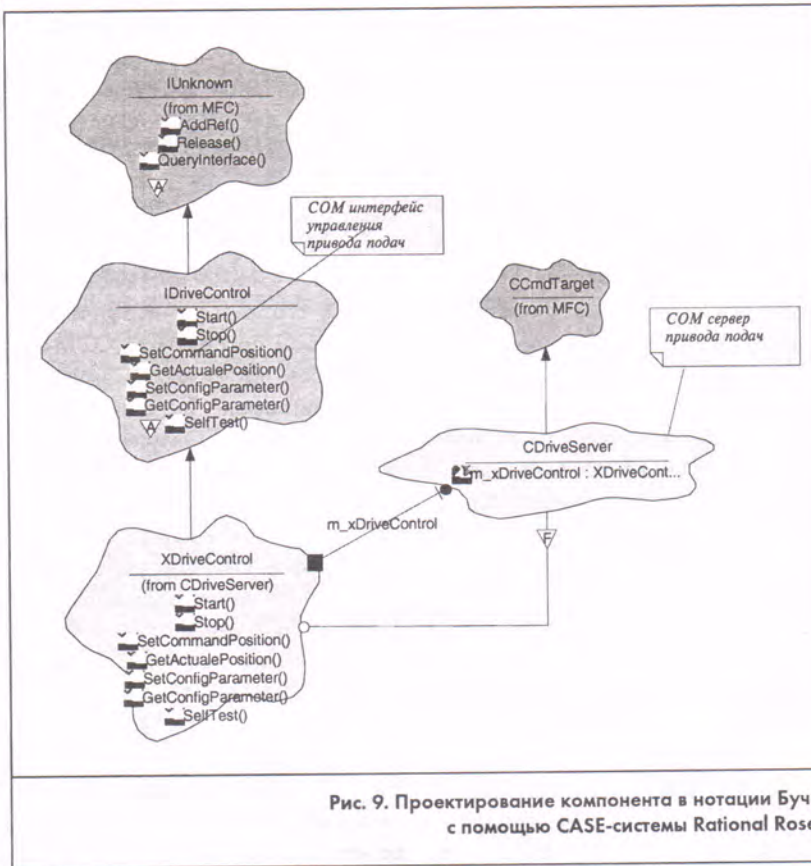 IUnknown
(from MFC)
AddRef()
Release()
QueryInterface()
A
COM интерфейс
управления
привода подач
IDriveControl
Start()
Stop()
SetCommandPosition()
GetActualePosition()
SetConfigParameter()
GetConfigParameter()
SelfTest()
A
CCmdTarget
(from MFC)
COM сервер
привода подач
CDriveServer
m_xDriveControl : XDriveCont...
m_xDriveControl
F
XDriveControl
(from CDriveServer)
Start()
Stop()
SetCommandPosition()
GetActualePosition()
SetConfigParameter()
GetConfigParameter()
SelfTest()
Рис. 9. Проектирование компонента в нотации Буч
с помощью CASE-системы Rational Rose